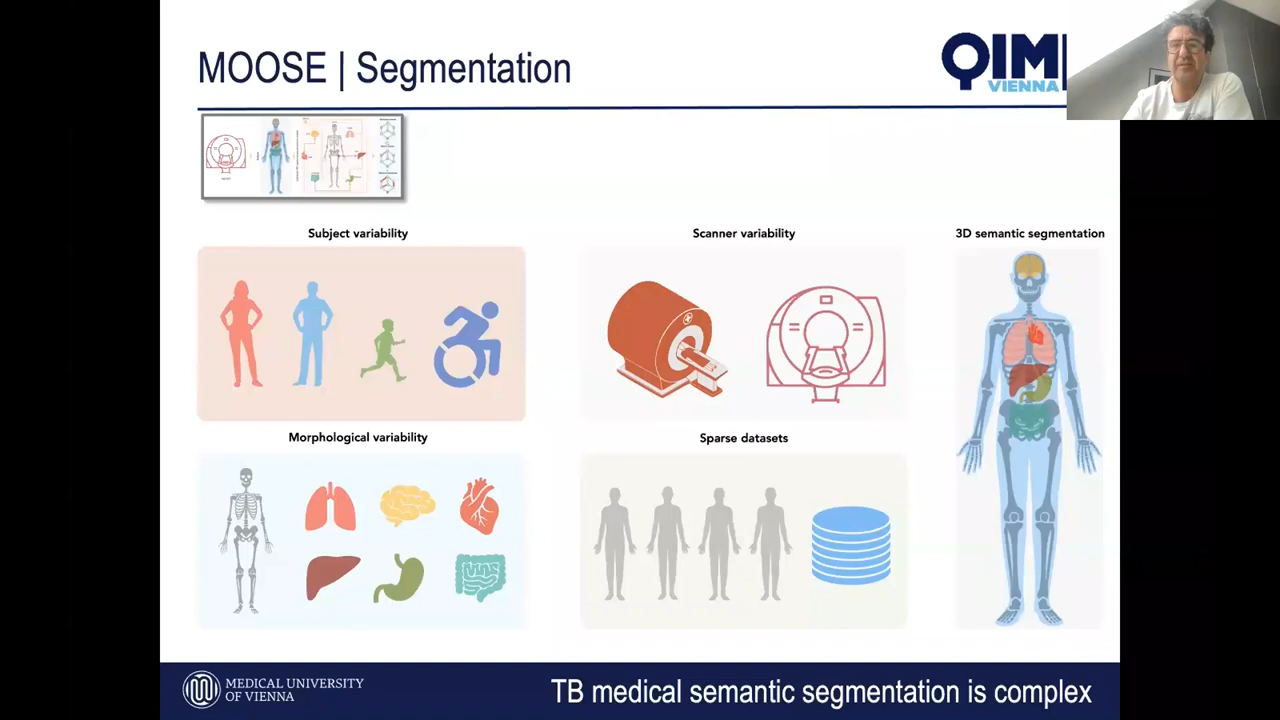 MOOSE | Segmentation
QIM
VIENNA
Subject variability
Scanner variability
3D semantic segmentation
Morphological variability
Sparse datasets
MEDICAL UNIVERSITY
OF VIENNA
TB medical semantic segmentation is complex